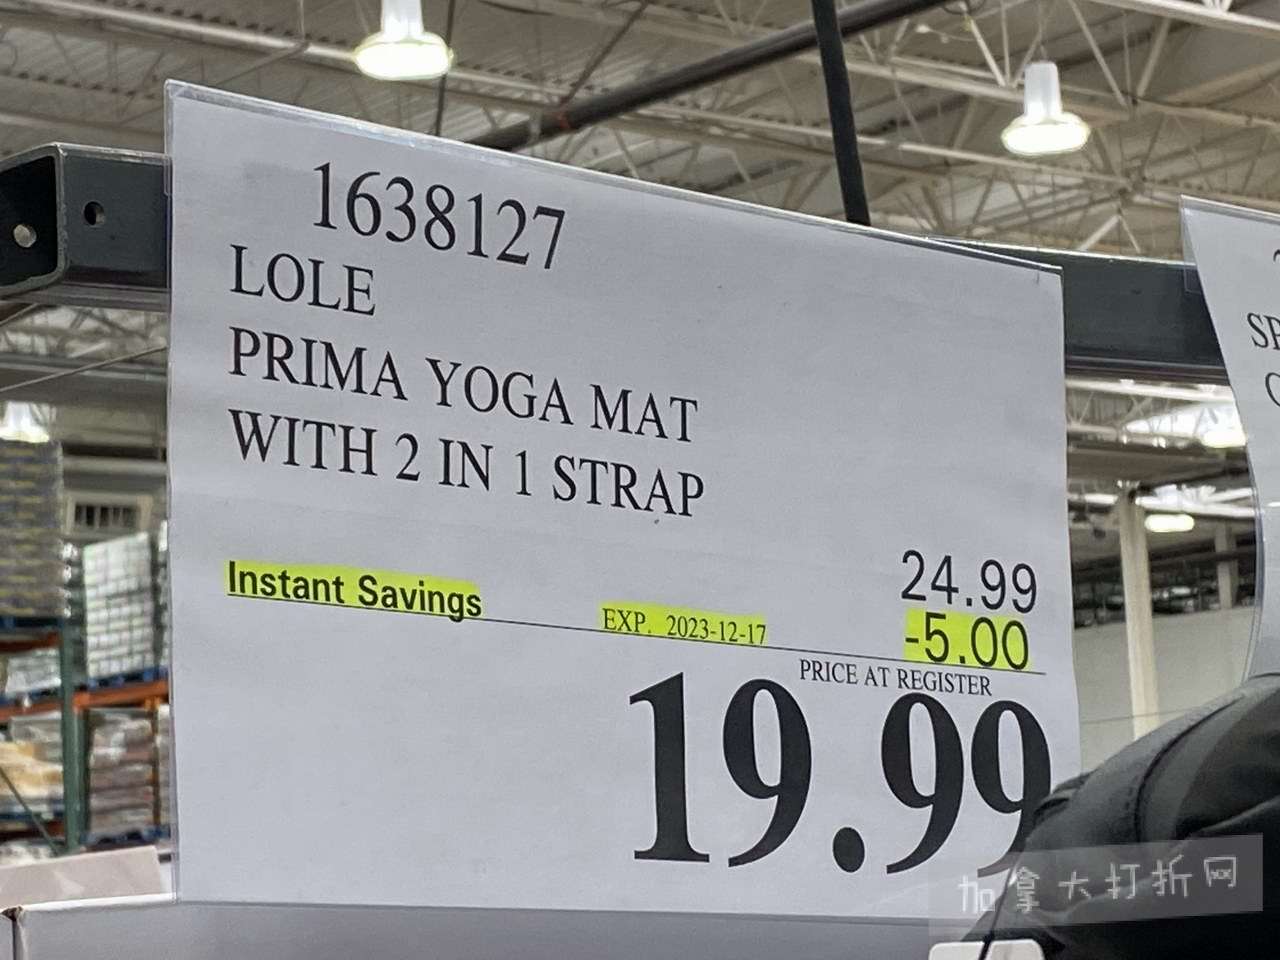 1638127
LOLE
PRIMA YOGA MAT
WITH 2 IN 1 STRAP
24.99
Instant Savings EXP. 2023-12-17 -5.00
PRICE AT REGISTER
19.99
加拿大打折网